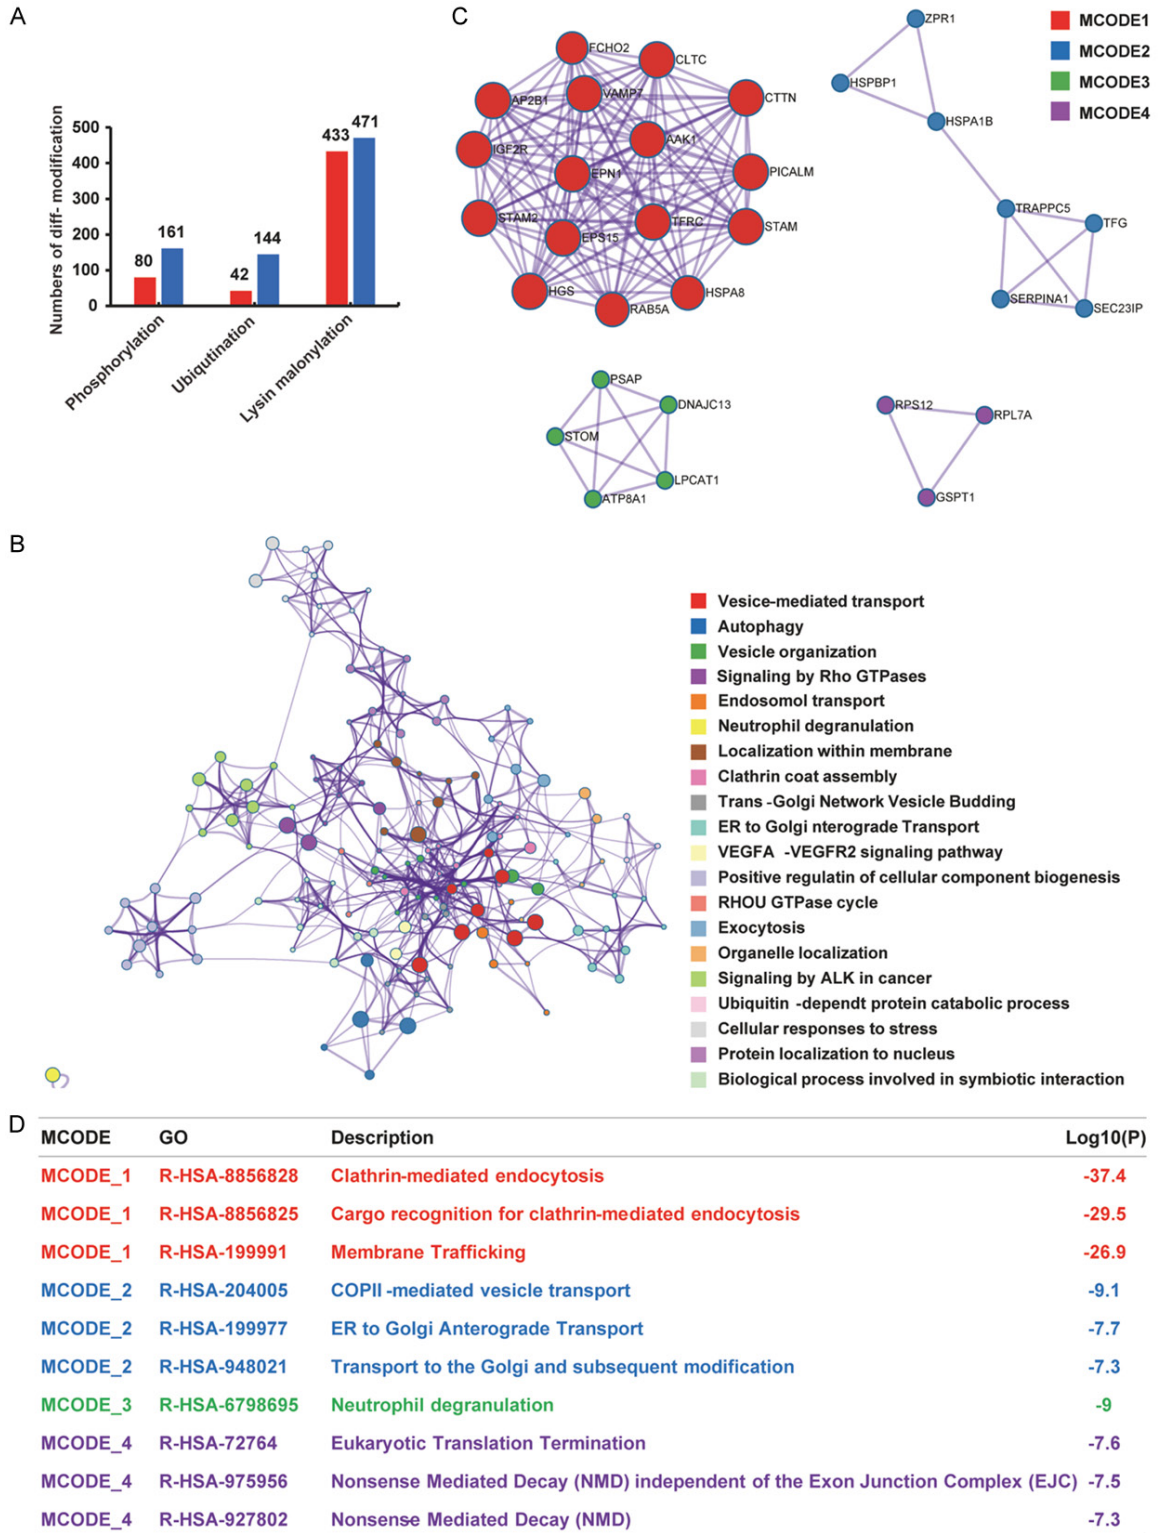 A
Numbers of diff- modification
500
400
300
200
100
0
80
161
42
144
433
471
Phosphorylation
Ubiqutination
Lysin malonylation
C
FCHO2
CLTC
AP2B1
VAMP7
CTTN
IGF2R
AAK1
EPN1
PICALM
STAM2
TFRC
STAM
EPS15
HGS
HSPA8
RAB5A
ZPR1
HSPBP1
HSPA1B
TRAPPC5
TFG
SERPINA1
SEC23IP
MCODE1
MCODE2
MCODE3
MCODE4
PSAP
DNAJC13
STOM
LPCAT1
ATP8A1
RPS12
RPL7A
GSPT1
B
Vesice-mediated transport
Autophagy
Vesicle organization
Signaling by Rho GTPases
Endosomol transport
Neutrophil degranulation
Localization within membrane
Clathrin coat assembly
Trans -Golgi Network Vesicle Budding
ER to Golgi nterograde Transport
VEGFA -VEGFR2 signaling pathway
Positive regulatin of cellular component biogenesis
RHOU GTPase cycle
Exocytosis
Organelle localization
Signaling by ALK in cancer
Ubiquitin -dependt protein catabolic process
Cellular responses to stress
Protein localization to nucleus
Biological process involved in symbiotic interaction
D
MCODE GO Description Log10(P)
MCODE_1 R-HSA-8856828 Clathrin-mediated endocytosis -37.4
MCODE_1 R-HSA-8856825 Cargo recognition for clathrin-mediated endocytosis -29.5
MCODE_1 R-HSA-199991 Membrane Trafficking -26.9
MCODE_2 R-HSA-204005 COPII -mediated vesicle transport -9.1
MCODE_2 R-HSA-199977 ER to Golgi Anterograde Transport -7.7
MCODE_2 R-HSA-948021 Transport to the Golgi and subsequent modification -7.3
MCODE_3 R-HSA-6798695 Neutrophil degranulation -9
MCODE_4 R-HSA-72764 Eukaryotic Translation Termination -7.6
MCODE_4 R-HSA-975956 Nonsense Mediated Decay (NMD) independent of the Exon Junction Complex (EJC) -7.5
MCODE_4 R-HSA-927802 Nonsense Mediated Decay (NMD) -7.3